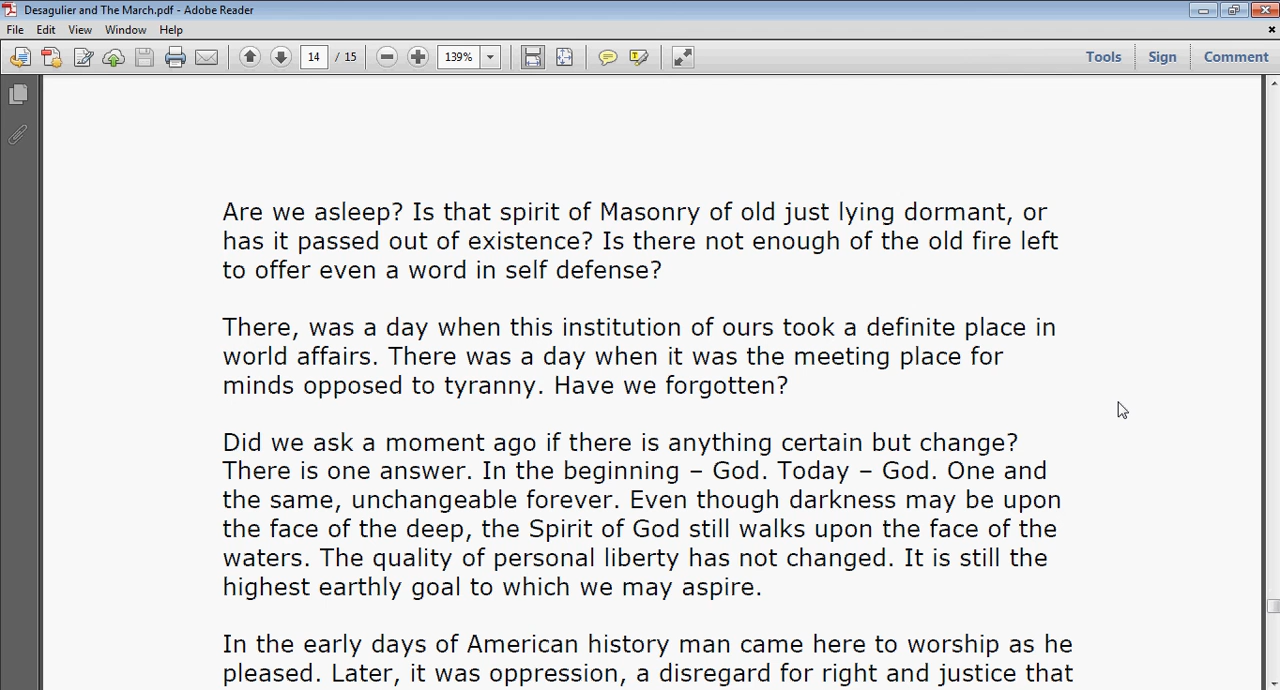 Desagulier and The March.pdf - Adobe Reader
File Edit View Window Help
14 / 15 139% Tools Sign Comment
Are we asleep? Is that spirit of Masonry of old just lying dormant, or
has it passed out of existence? Is there not enough of the old fire left
to offer even a word in self defense?
There, was a day when this institution of ours took a definite place in
world affairs. There was a day when it was the meeting place for
minds opposed to tyranny. Have we forgotten?
Did we ask a moment ago if there is anything certain but change?
There is one answer. In the beginning – God. Today – God. One and
the same, unchangeable forever. Even though darkness may be upon
the face of the deep, the Spirit of God still walks upon the face of the
waters. The quality of personal liberty has not changed. It is still the
highest earthly goal to which we may aspire.
In the early days of American history man came here to worship as he
pleased. Later, it was oppression, a disregard for right and justice that